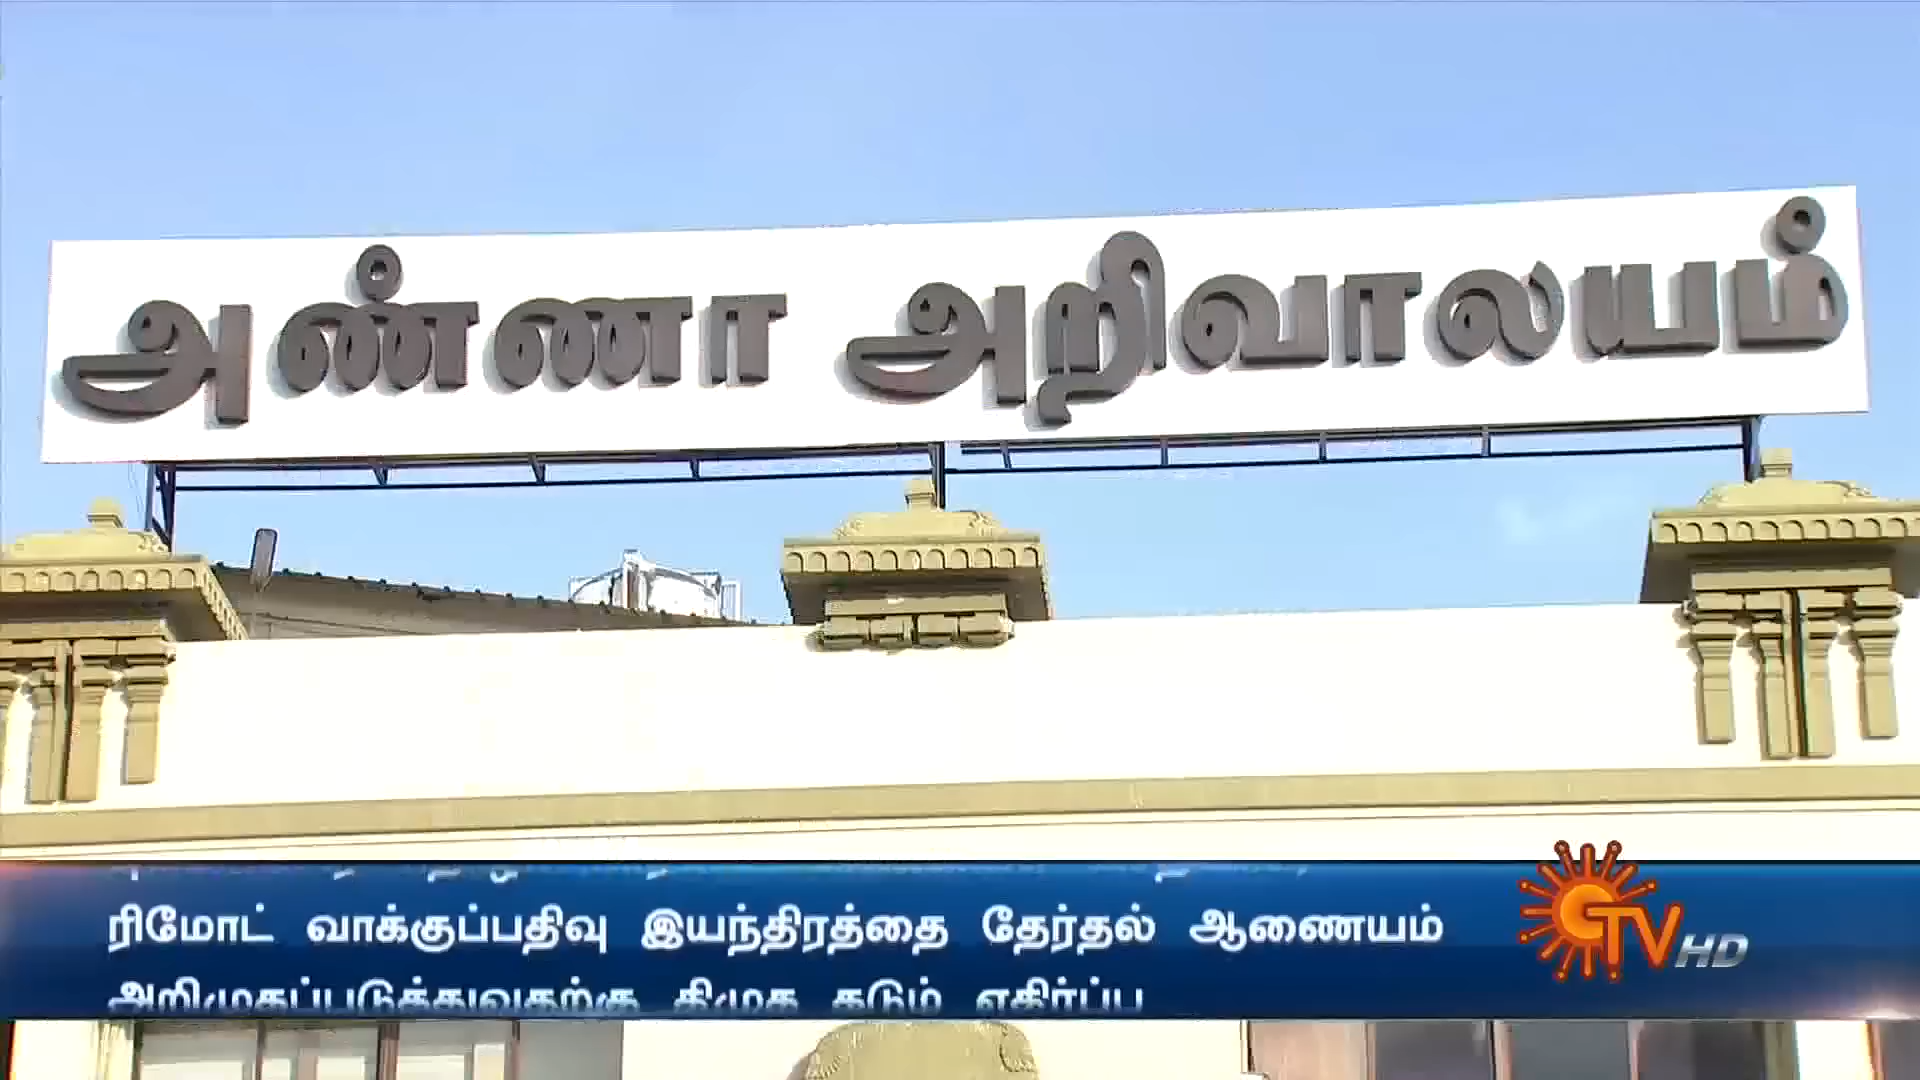 அண்ணா அறிவாலயம்
ரிமோட் வாக்குப்பதிவு இயந்திரத்தை தேர்தல் ஆணையம்
அறிமுகப்படுத்துவதற்கு திமுக கடும் எதிர்ப்பு
TV HD